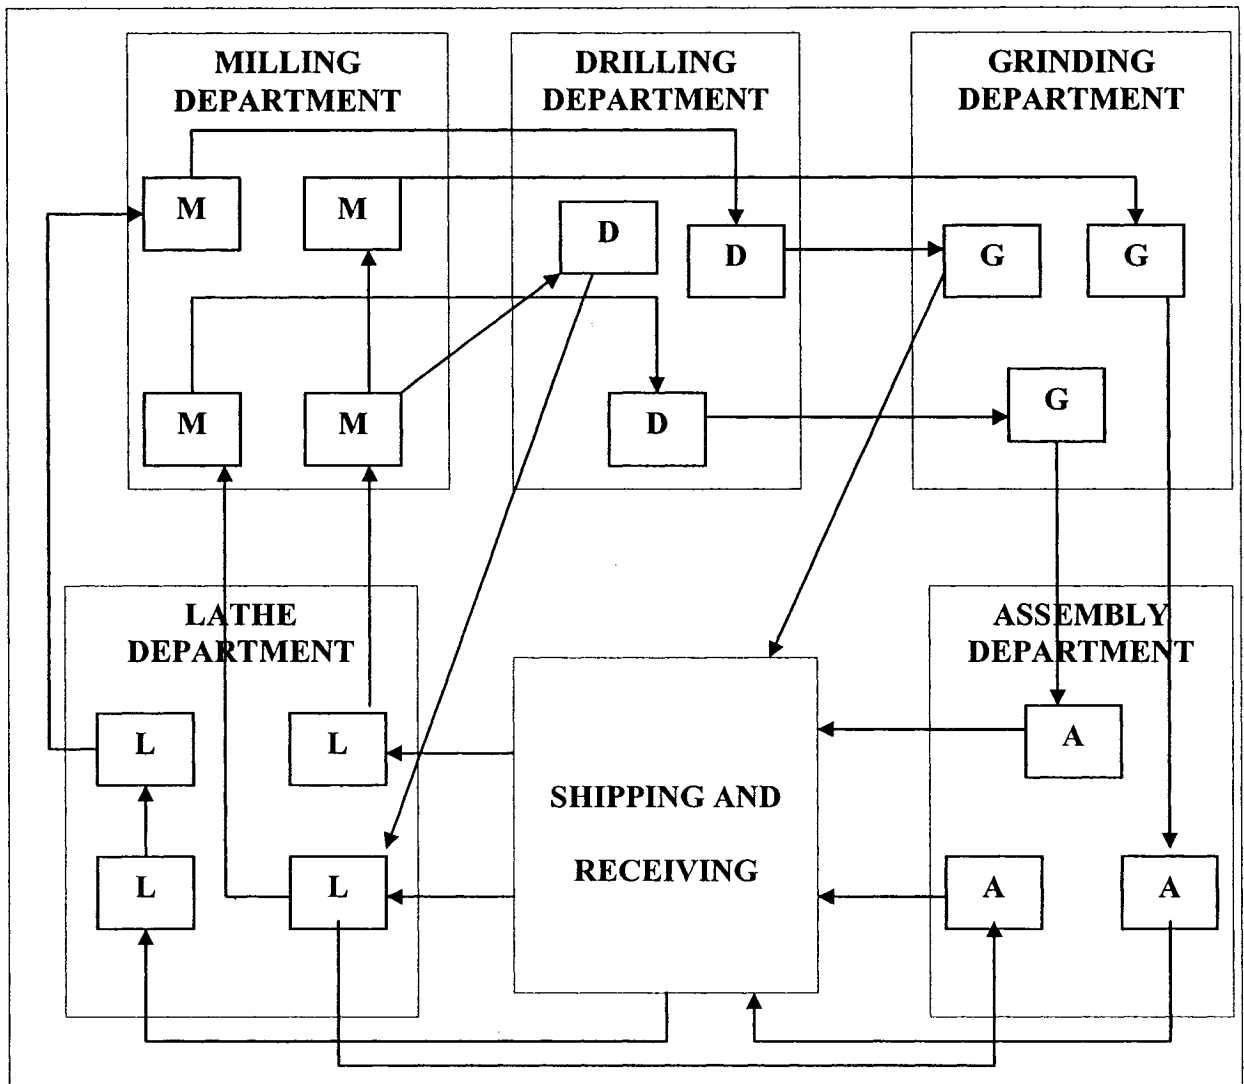 MILLING
DEPARTMENT
DRILLING
DEPARTMENT
GRINDING
DEPARTMENT
M
M
D
D
G
G
M
M
D
G
LATHE
DEPARTMENT
ASSEMBLY
DEPARTMENT
L
L
A
SHIPPING AND
RECEIVING
L
L
A
A